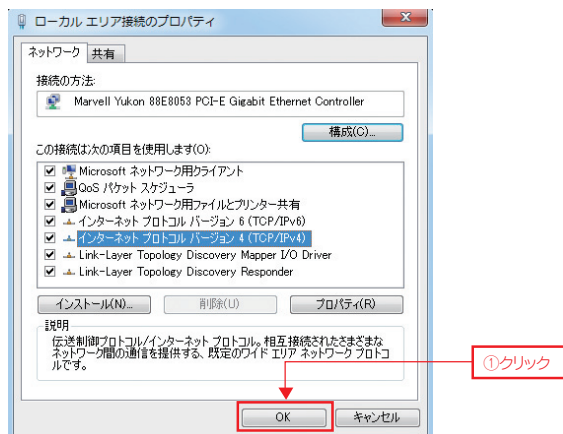 ローカル エリア接続のプロパティ
ネットワーク 共有
接続の方法:
Marvell Yukon 88E8053 PCI-E Gigabit Ethernet Controller
構成(C)...
この接続は次の項目を使用します(O):
Microsoft ネットワーク用クライアント
QoS パケット スケジューラ
Microsoft ネットワーク用ファイルとプリンター共有
インターネット プロトコル バージョン 6 (TCP/IPv6)
インターネット プロトコル バージョン 4 (TCP/IPv4)
Link-Layer Topology Discovery Mapper I/O Driver
Link-Layer Topology Discovery Responder
インストール(N)... 削除(U) プロパティ(R)
説明
伝送制御プロトコル/インターネット プロトコル。相互接続されたさまざまな
ネットワーク間の通信を提供する、既定のワイド エリア ネットワーク プロトコ
ルです。
①クリック
OK キャンセル